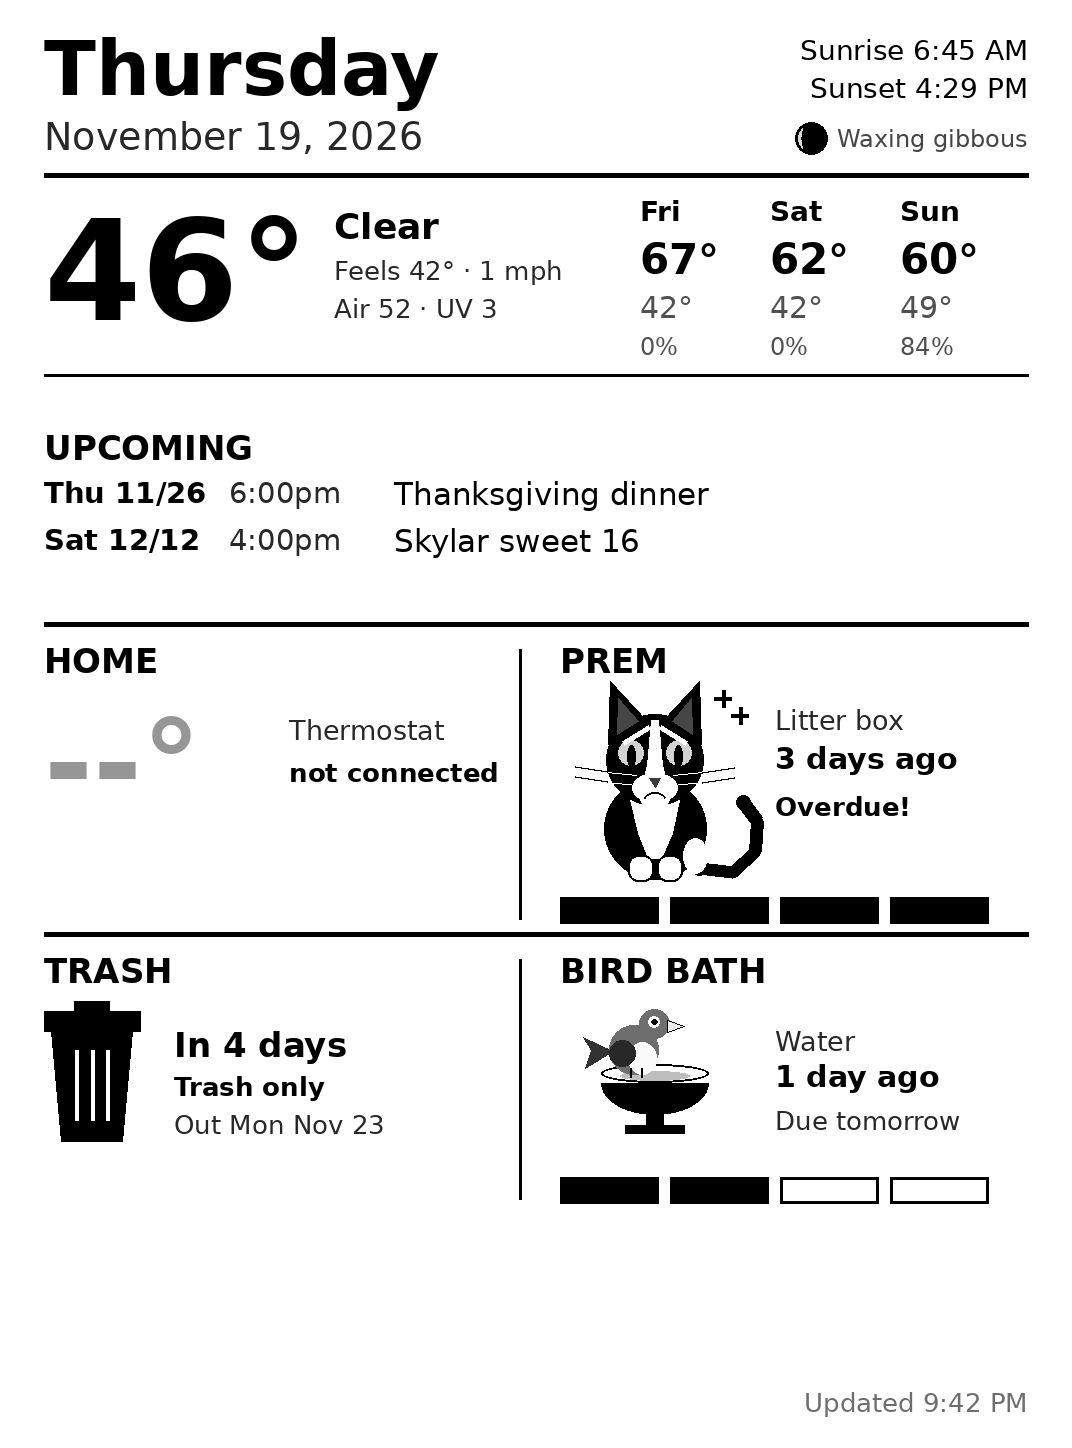 Thursday
November 19, 2026
Sunrise 6:45 AM
Sunset 4:29 PM
Waxing gibbous
46°
Clear
Feels 42° · 1 mph
Air 52 · UV 3
Fri Sat Sun
67° 62° 60°
42° 42° 49°
0% 0% 84%
UPCOMING
Thu 11/26 6:00pm Thanksgiving dinner
Sat 12/12 4:00pm Skylar sweet 16
HOME
--°
Thermostat
not connected
PREM
Litter box
3 days ago
Overdue!
TRASH
In 4 days
Trash only
Out Mon Nov 23
BIRD BATH
Water
1 day ago
Due tomorrow
Updated 9:42 PM